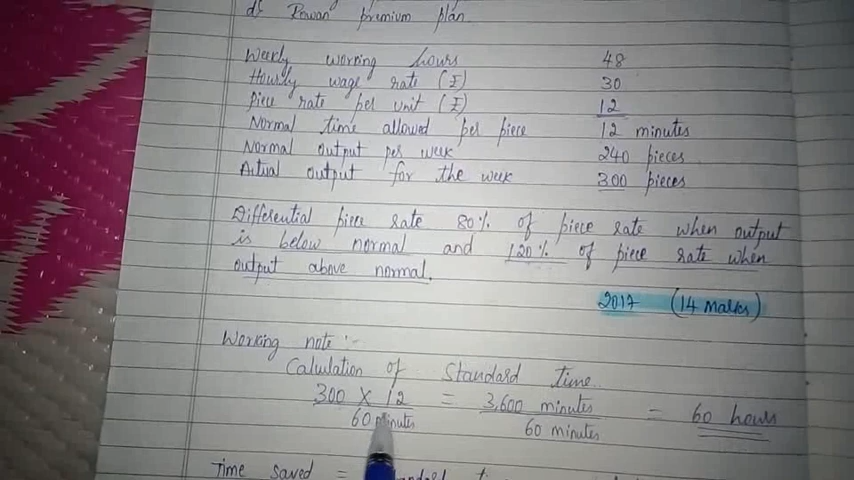 d) Rowan premium plan
Weekly working hours 48
Hourly wage rate (₹) 30
Piece rate per unit (₹) 12
Normal time allowed per piece 12 minutes
Normal output per week 240 pieces
Actual output for the week 300 pieces
Differential piece rate 80% of piece rate when output
is below normal and 120% of piece rate when
output above normal.
2017 (14 Marks)
Working note :-
Calculation of Standard time
300 X 12 = 3,600 minutes = 60 hours
60 minutes 60 minutes
Time saved =